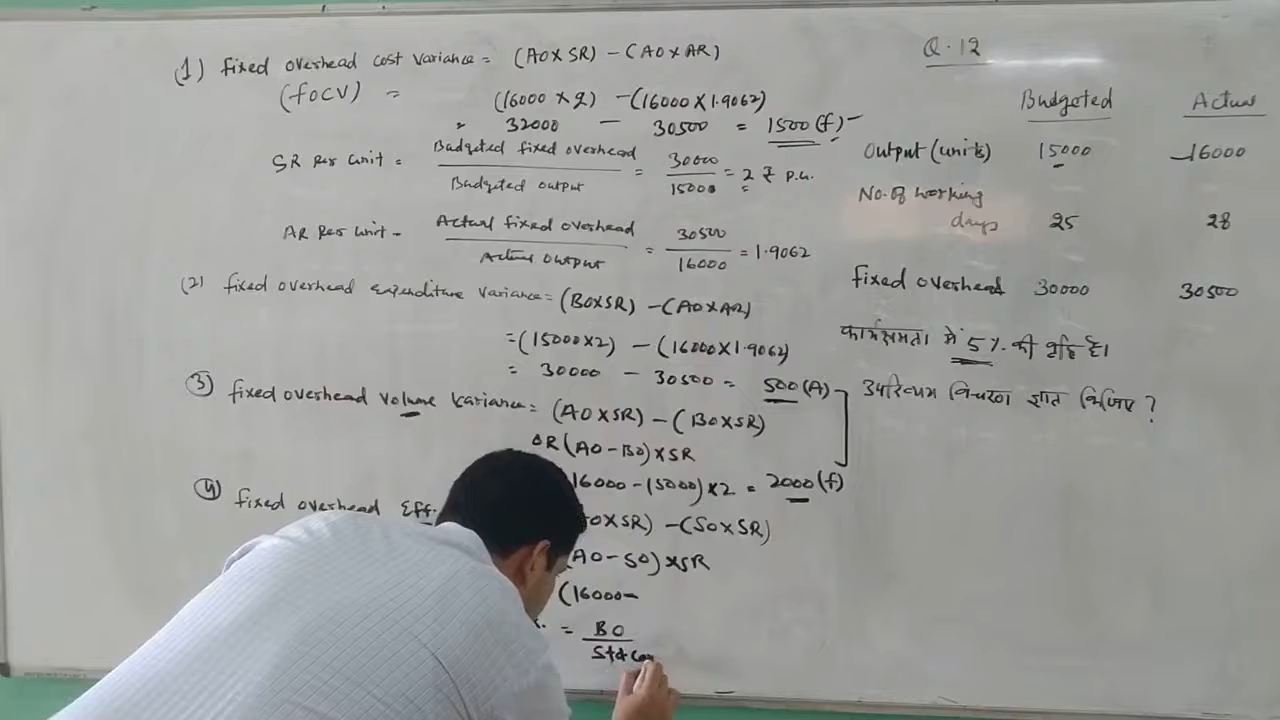 Q.12
(1) fixed overhead cost variance = (AO×SR) - (AO×AR)
(FOCV) = (16000×2) - (16000×1.9062)
= 32000 - 30500 = 1500 (f)
SR Per unit = Budgeted fixed overhead / Budgeted output = 30000 / 15000 = 2 ₹ p.u.
AR Per unit = Actual fixed overhead / Actual output = 30500 / 16000 = 1.9062
(2) fixed overhead expenditure variance = (BO×SR) - (AO×AR)
= (15000×2) - (16000×1.9062)
= 30000 - 30500 = 500 (A)
(3) fixed overhead volume variance = (AO×SR) - (BO×SR)
OR (AO-BO)×SR
16000-15000)×2 = 2000 (f)
(4) fixed overhead Eff.
O×SR) - (SO×SR)
(AO-SO)×SR
(16000-
= BO / Std
Budgeted Actual
Output (units) 15000 16000
No. of working
days 25 28
fixed overhead 30000 30500
कार्यक्षमता में 5% की वृद्धि है।
उपरिव्यय विचरण ज्ञात कीजिए ?